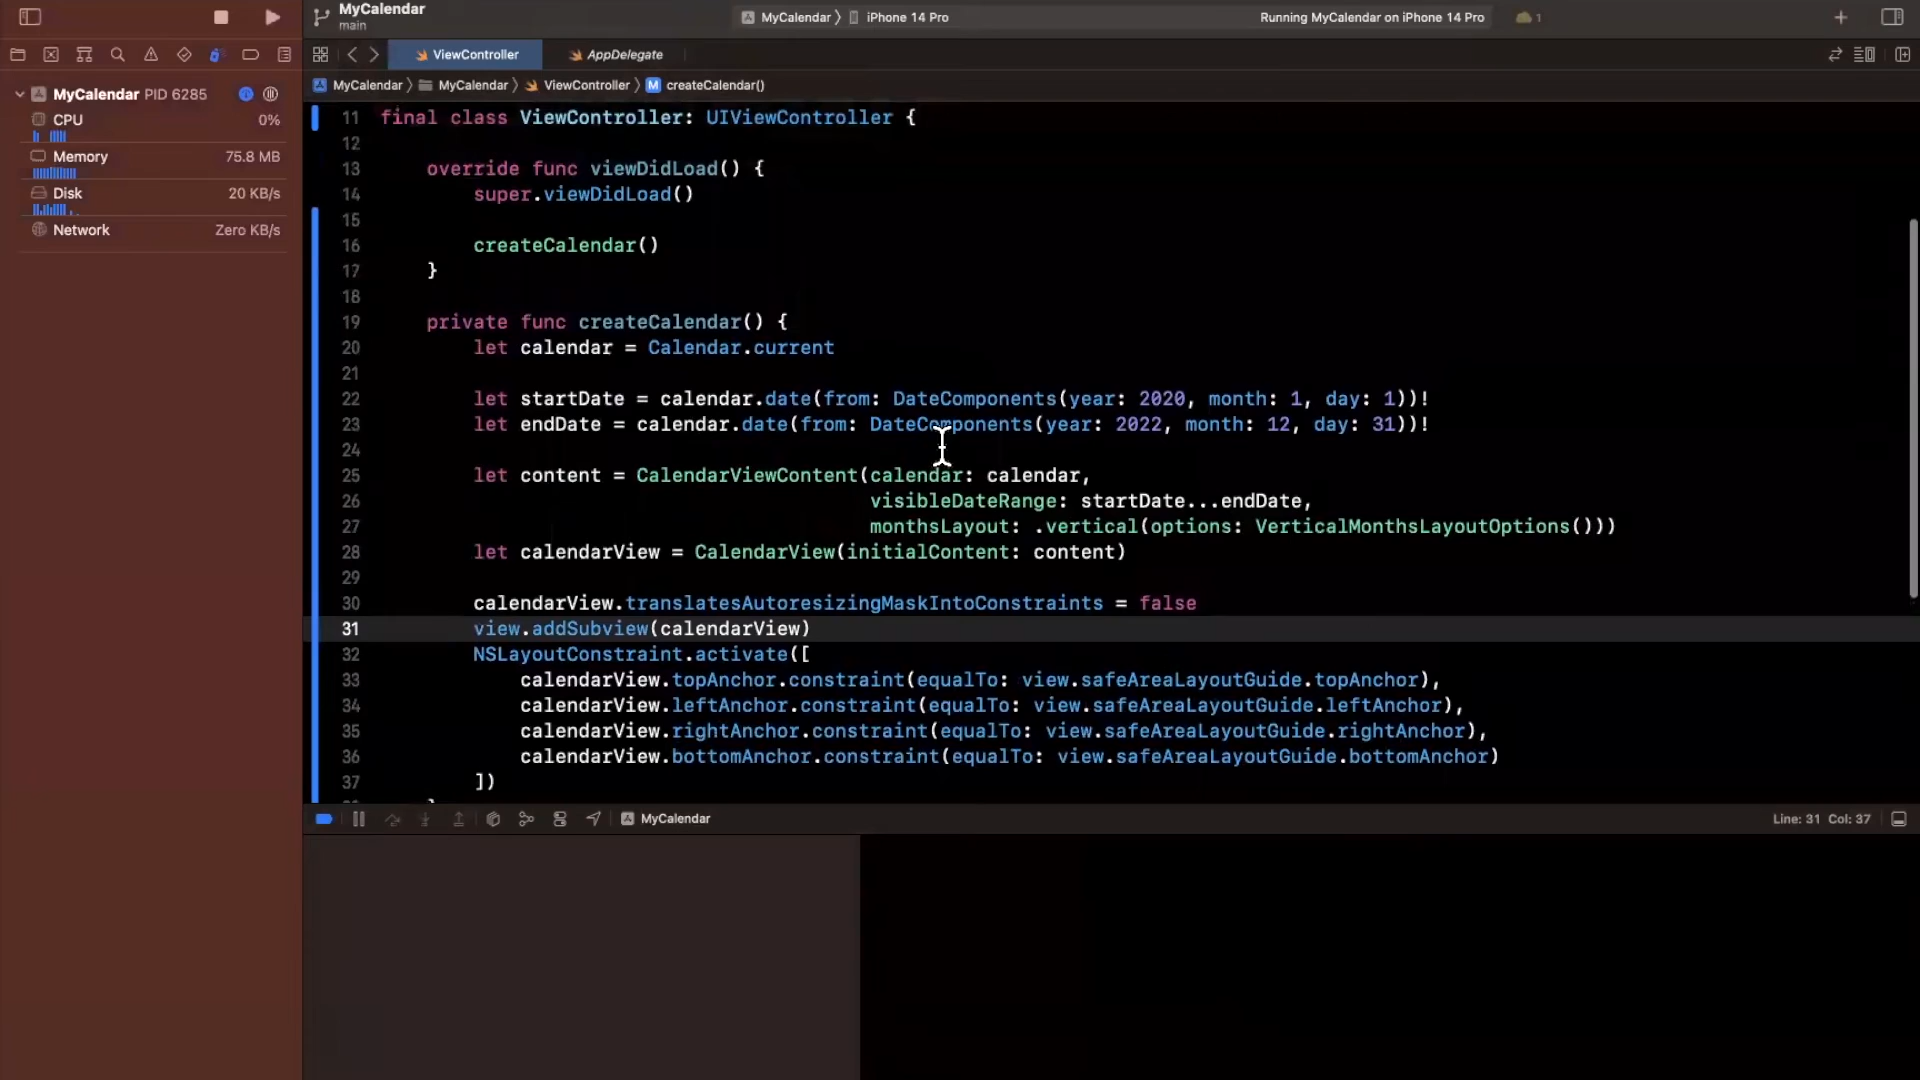 MyCalendar
main
MyCalendar 〉 iPhone 14 Pro
Running MyCalendar on iPhone 14 Pro
1
ViewController
AppDelegate
MyCalendar 〉 MyCalendar 〉 ViewController 〉 M createCalendar()
MyCalendar PID 6285
CPU 0%
Memory 75.8 MB
Disk 20 KB/s
Network Zero KB/s
11 final class ViewController: UIViewController {
12
13 override func viewDidLoad() {
14 super.viewDidLoad()
15
16 createCalendar()
17 }
18
19 private func createCalendar() {
20 let calendar = Calendar.current
21
22 let startDate = calendar.date(from: DateComponents(year: 2020, month: 1, day: 1))!
23 let endDate = calendar.date(from: DateComponents(year: 2022, month: 12, day: 31))!
24
25 let content = CalendarViewContent(calendar: calendar,
26 visibleDateRange: startDate...endDate,
27 monthsLayout: .vertical(options: VerticalMonthsLayoutOptions()))
28 let calendarView = CalendarView(initialContent: content)
29
30 calendarView.translatesAutoresizingMaskIntoConstraints = false
31 view.addSubview(calendarView)
32 NSLayoutConstraint.activate([
33 calendarView.topAnchor.constraint(equalTo: view.safeAreaLayoutGuide.topAnchor),
34 calendarView.leftAnchor.constraint(equalTo: view.safeAreaLayoutGuide.leftAnchor),
35 calendarView.rightAnchor.constraint(equalTo: view.safeAreaLayoutGuide.rightAnchor),
36 calendarView.bottomAnchor.constraint(equalTo: view.safeAreaLayoutGuide.bottomAnchor)
37 ])
MyCalendar
Line: 31 Col: 37